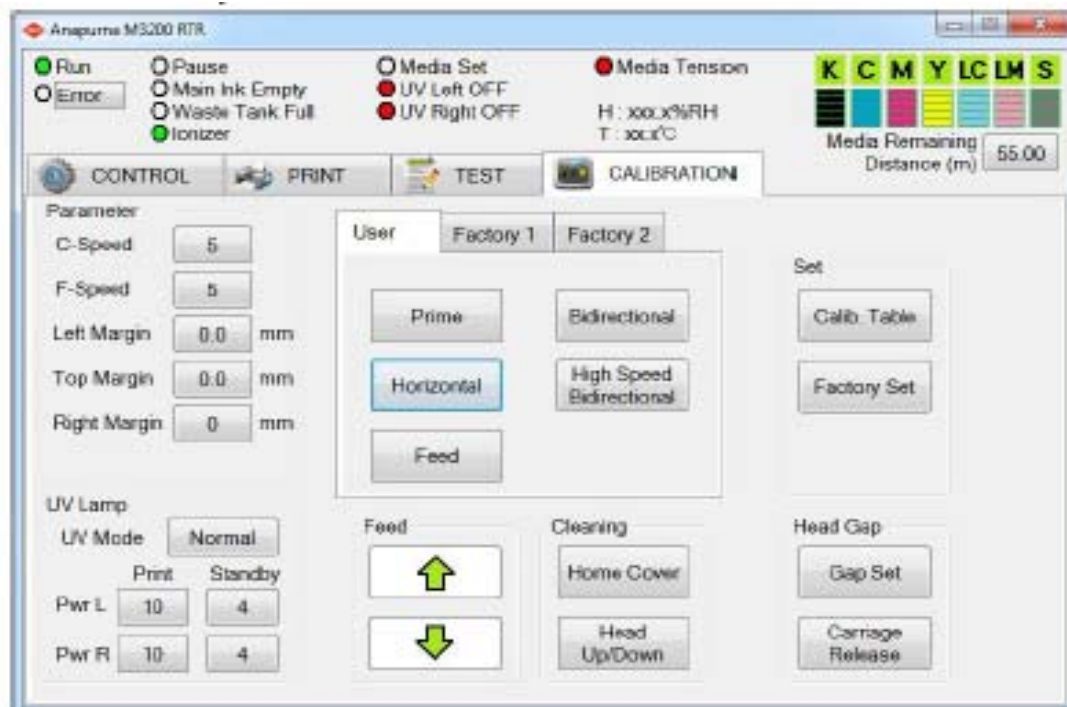 Anapurna M3200 RTR
Run
Error
Pause
Main Ink Empty
Waste Tank Full
Ionizer
Media Set
UV Left OFF
UV Right OFF
Media Tension
H : xxx.x%RH
T : xx.x°C
K C M Y LC LM S
Media Remaining
Distance (m) 55.00
CONTROL PRINT TEST CALIBRATION
Parameter
C-Speed 5
F-Speed 5
Left Margin 0.0 mm
Top Margin 0.0 mm
Right Margin 0 mm
UV Lamp
UV Mode Normal
Print Standby
Pwr L 10 4
Pwr R 10 4
User Factory 1 Factory 2
Prime Bidirectional
Horizontal High Speed
Bidirectional
Feed
Feed
Cleaning
Home Cover
Head
Up/Down
Set
Calib. Table
Factory Set
Head Gap
Gap Set
Carriage
Release